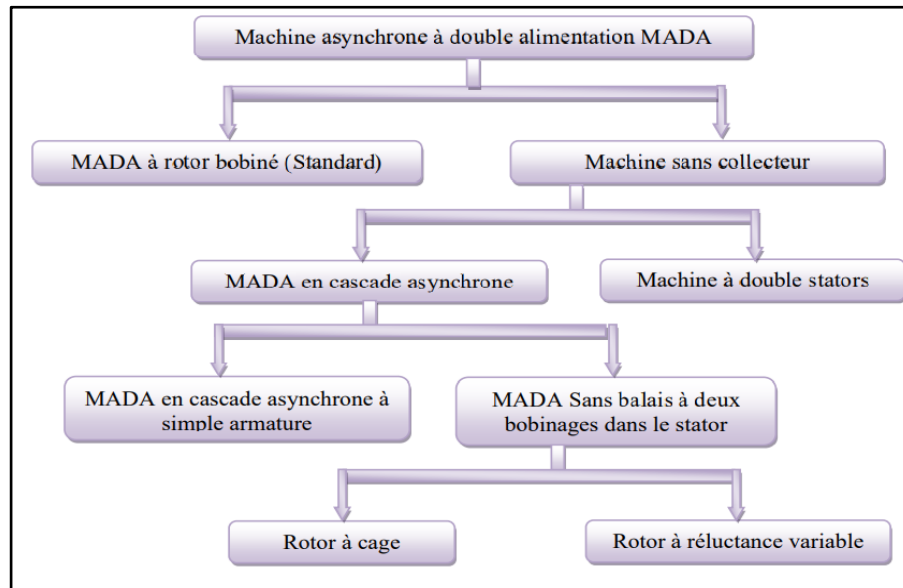 Machine asynchrone à double alimentation MADA
MADA à rotor bobiné (Standard)
Machine sans collecteur
MADA en cascade asynchrone
Machine à double stators
MADA en cascade asynchrone à
simple armature
MADA Sans balais à deux
bobinages dans le stator
Rotor à cage
Rotor à réluctance variable